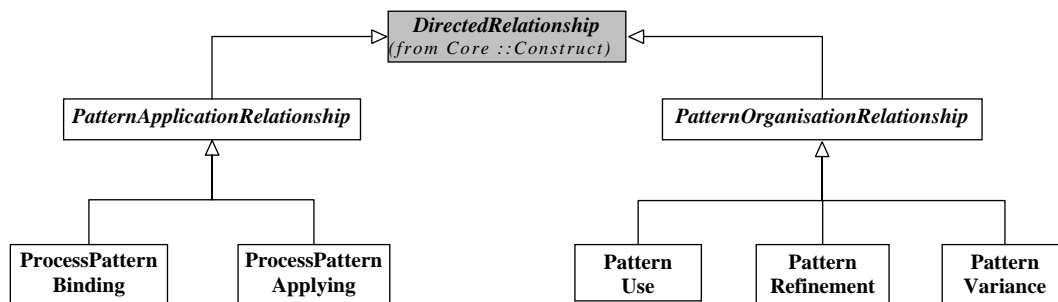 DirectedRelationship
(from Core ::Construct)
PatternApplicationRelationship
PatternOrganisationRelationship
ProcessPattern
Binding
ProcessPattern
Applying
Pattern
Use
Pattern
Refinement
Pattern
Variance